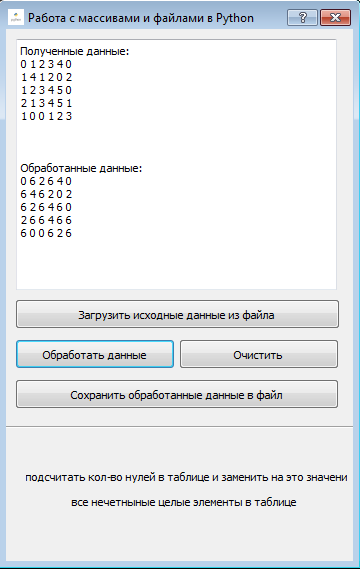 Работа с массивами и файлами в Python
Полученные данные:
0 1 2 3 4 0
1 4 1 2 0 2
1 2 3 4 5 0
2 1 3 4 5 1
1 0 0 1 2 3
Обработанные данные:
0 6 2 6 4 0
6 4 6 2 0 2
6 2 6 4 6 0
2 6 6 4 6 6
6 0 0 6 2 6
Загрузить исходные данные из файла
Обработать данные
Очистить
Сохранить обработанные данные в файл
подсчитать кол-во нулей в таблице и заменить на это значени
все нечетныные целые элементы в таблице